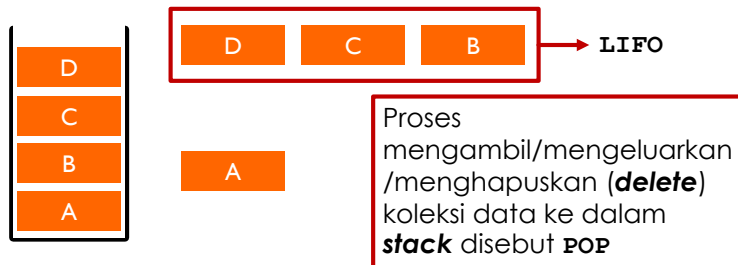 D
C
B
A
D C B
LIFO
A
Proses
mengambil/mengeluarkan
/menghapuskan (delete)
koleksi data ke dalam
stack disebut POP